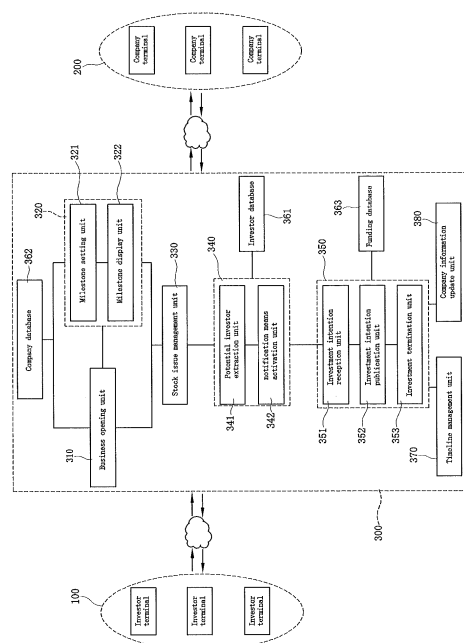 100
Investor terminal
Investor terminal
Investor terminal
300
Company database
362
Business opening unit
310
320
Milestone setting unit
321
Milestone display unit
322
Stock issue management unit
330
340
Potential investor
extraction unit
341
notification means
activation unit
342
Investor database
361
350
Investment intention
reception unit
351
Investment intention
publication unit
352
Investment termination unit
353
Funding database
363
Timeline management unit
370
Company information
update unit
380
200
Company
terminal
Company
terminal
Company
terminal